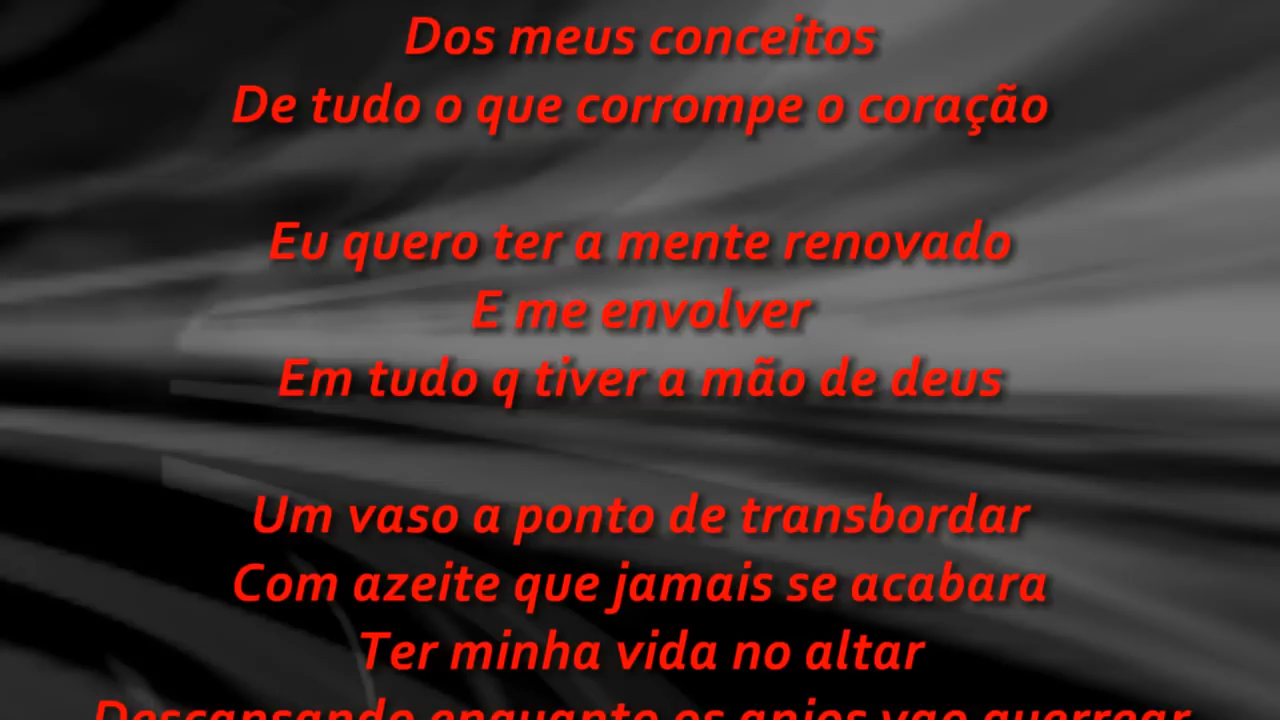 Dos meus conceitos
De tudo o que corrompe o coração
Eu quero ter a mente renovado
E me envolver
Em tudo q tiver a mão de deus
Um vaso a ponto de transbordar
Com azeite que jamais se acabara
Ter minha vida no altar
Descansando enquanto os anjos vao guerrear